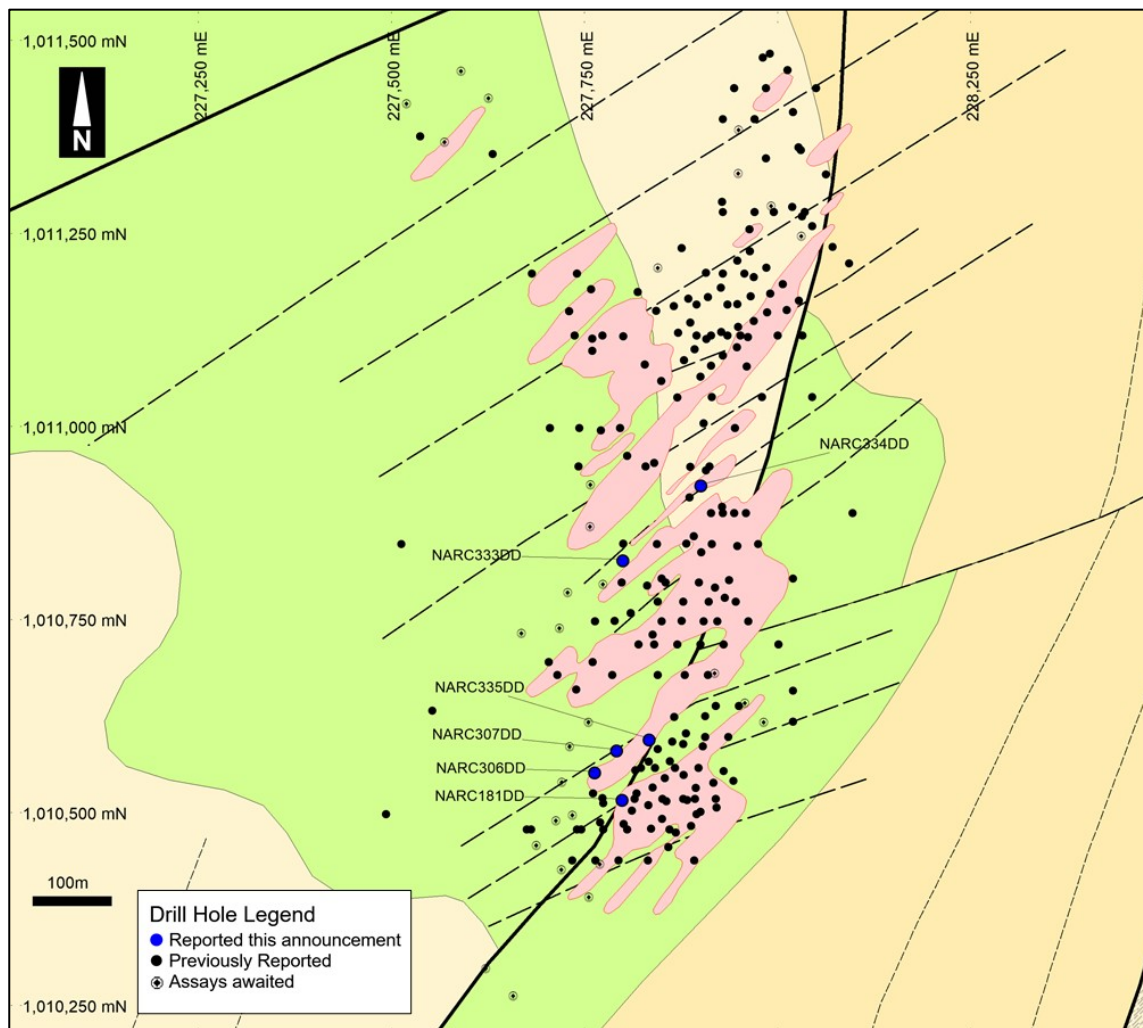 1,011,500 mN
227,250 mE
227,500 mE
227,750 mE
228,250 mE
N
1,011,250 mN
1,011,000 mN
NARC334DD
NARC333DD
1,010,750 mN
NARC335DD
NARC307DD
NARC306DD
NARC181DD
1,010,500 mN
100m
Drill Hole Legend
Reported this announcement
Previously Reported
Assays awaited
1,010,250 mN